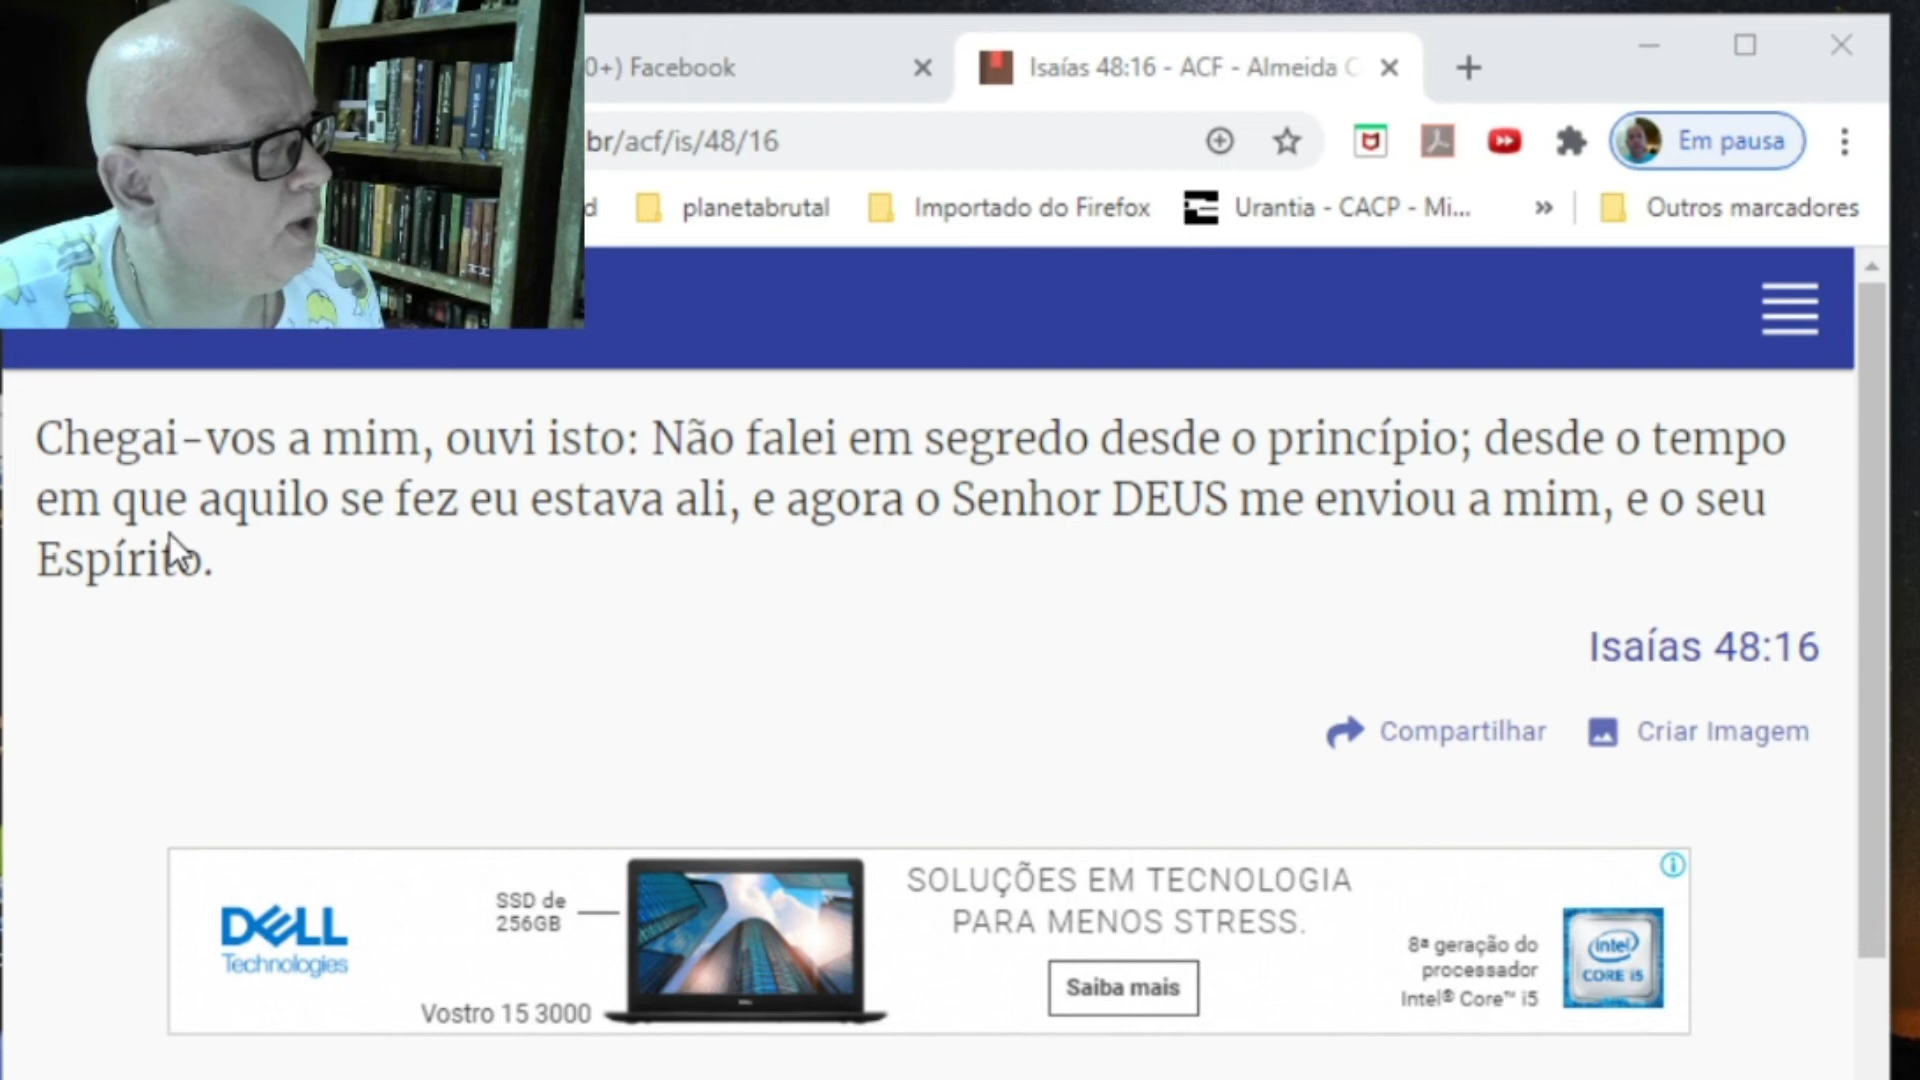 0+) Facebook
Isaías 48:16 - ACF - Almeida C
br/acf/is/48/16
Em pausa
d
planetabrutal
Importado do Firefox
Urantia - CACP - Mi...
»
Outros marcadores
Chegai-vos a mim, ouvi isto: Não falei em segredo desde o princípio; desde o tempo
em que aquilo se fez eu estava ali, e agora o Senhor DEUS me enviou a mim, e o seu
Espírito.
Isaías 48:16
Compartilhar
Criar Imagem
DELL
Technologies
SSD de
256GB
Vostro 15 3000
SOLUÇÕES EM TECNOLOGIA
PARA MENOS STRESS.
Saiba mais
8ª geração do
processador
Intel® Core™ i5
intel
CORE i5